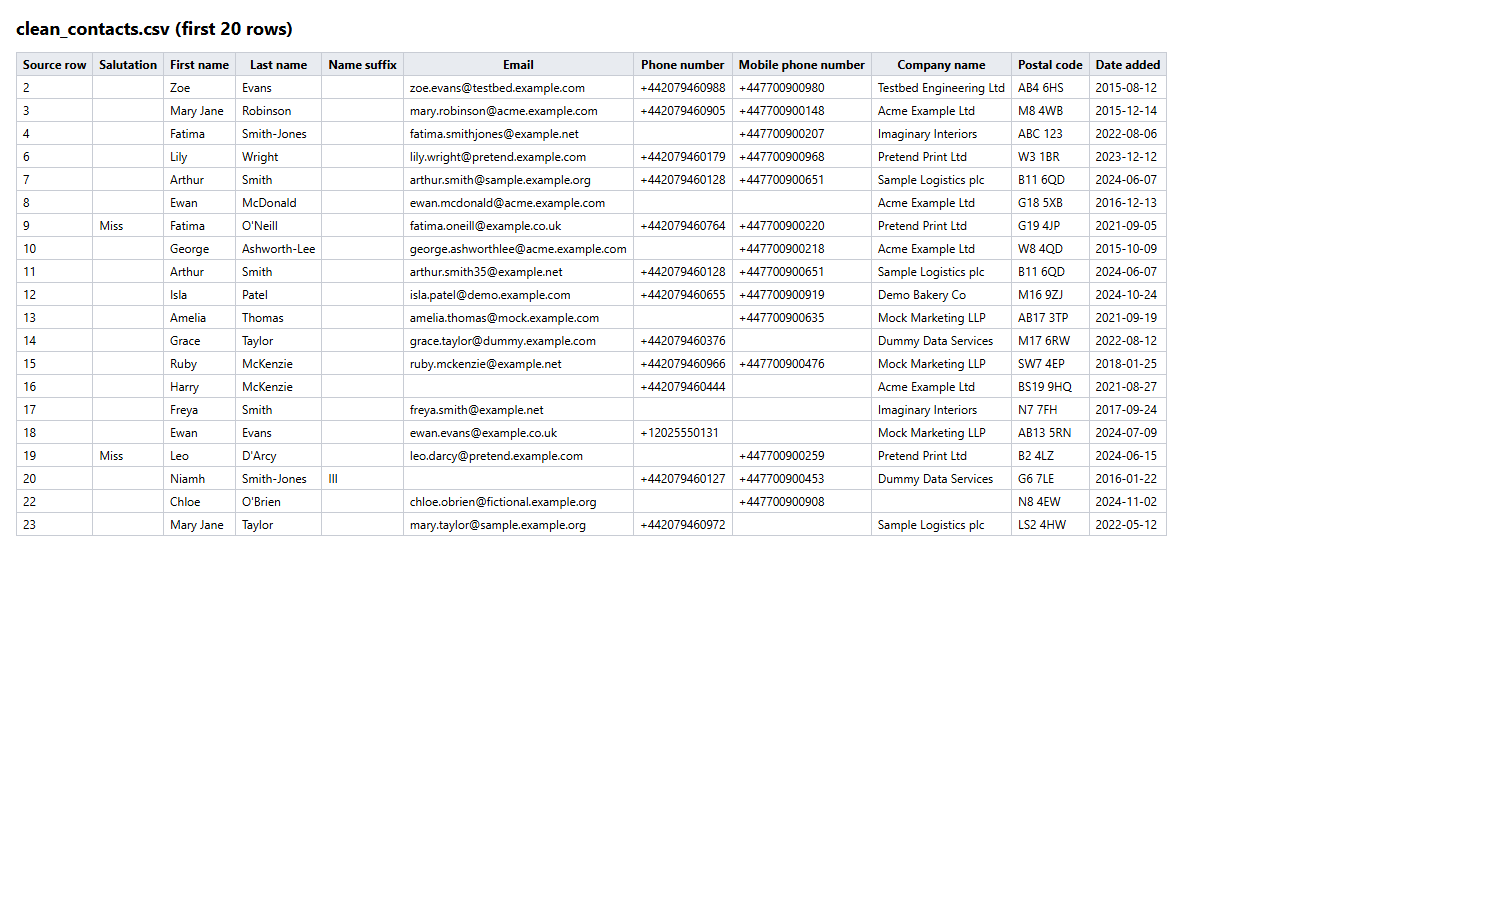 clean_contacts.csv (first 20 rows)
Source row Salutation First name Last name Name suffix Email Phone number Mobile phone number Company name Postal code Date added
2 Zoe Evans zoe.evans@testbed.example.com +442079460988 +447700900980 Testbed Engineering Ltd AB4 6HS 2015-08-12
3 Mary Jane Robinson mary.robinson@acme.example.com +442079460905 +447700900148 Acme Example Ltd M8 4WB 2015-12-14
4 Fatima Smith-Jones fatima.smithjones@example.net +447700900207 Imaginary Interiors ABC 123 2022-08-06
6 Lily Wright lily.wright@pretend.example.com +442079460179 +447700900968 Pretend Print Ltd W3 1BR 2023-12-12
7 Arthur Smith arthur.smith@sample.example.org +442079460128 +447700900651 Sample Logistics plc B11 6QD 2024-06-07
8 Ewan McDonald ewan.mcdonald@acme.example.com Acme Example Ltd G18 5XB 2016-12-13
9 Miss Fatima O'Neill fatima.oneill@example.co.uk +442079460764 +447700900220 Pretend Print Ltd G19 4JP 2021-09-05
10 George Ashworth-Lee george.ashworthlee@acme.example.com +447700900218 Acme Example Ltd W8 4QD 2015-10-09
11 Arthur Smith arthur.smith35@example.net +442079460128 +447700900651 Sample Logistics plc B11 6QD 2024-06-07
12 Isla Patel isla.patel@demo.example.com +442079460655 +447700900919 Demo Bakery Co M16 9ZJ 2024-10-24
13 Amelia Thomas amelia.thomas@mock.example.com +447700900635 Mock Marketing LLP AB17 3TP 2021-09-19
14 Grace Taylor grace.taylor@dummy.example.com +442079460376 Dummy Data Services M17 6RW 2022-08-12
15 Ruby McKenzie ruby.mckenzie@example.net +442079460966 +447700900476 Mock Marketing LLP SW7 4EP 2018-01-25
16 Harry McKenzie +442079460444 Acme Example Ltd BS19 9HQ 2021-08-27
17 Freya Smith freya.smith@example.net Imaginary Interiors N7 7FH 2017-09-24
18 Ewan Evans ewan.evans@example.co.uk +12025550131 Mock Marketing LLP AB13 5RN 2024-07-09
19 Miss Leo D'Arcy leo.darcy@pretend.example.com +447700900259 Pretend Print Ltd B2 4LZ 2024-06-15
20 Niamh Smith-Jones III +442079460127 +447700900453 Dummy Data Services G6 7LE 2016-01-22
22 Chloe O'Brien chloe.obrien@fictional.example.org +447700900908 N8 4EW 2024-11-02
23 Mary Jane Taylor mary.taylor@sample.example.org +442079460972 Sample Logistics plc LS2 4HW 2022-05-12